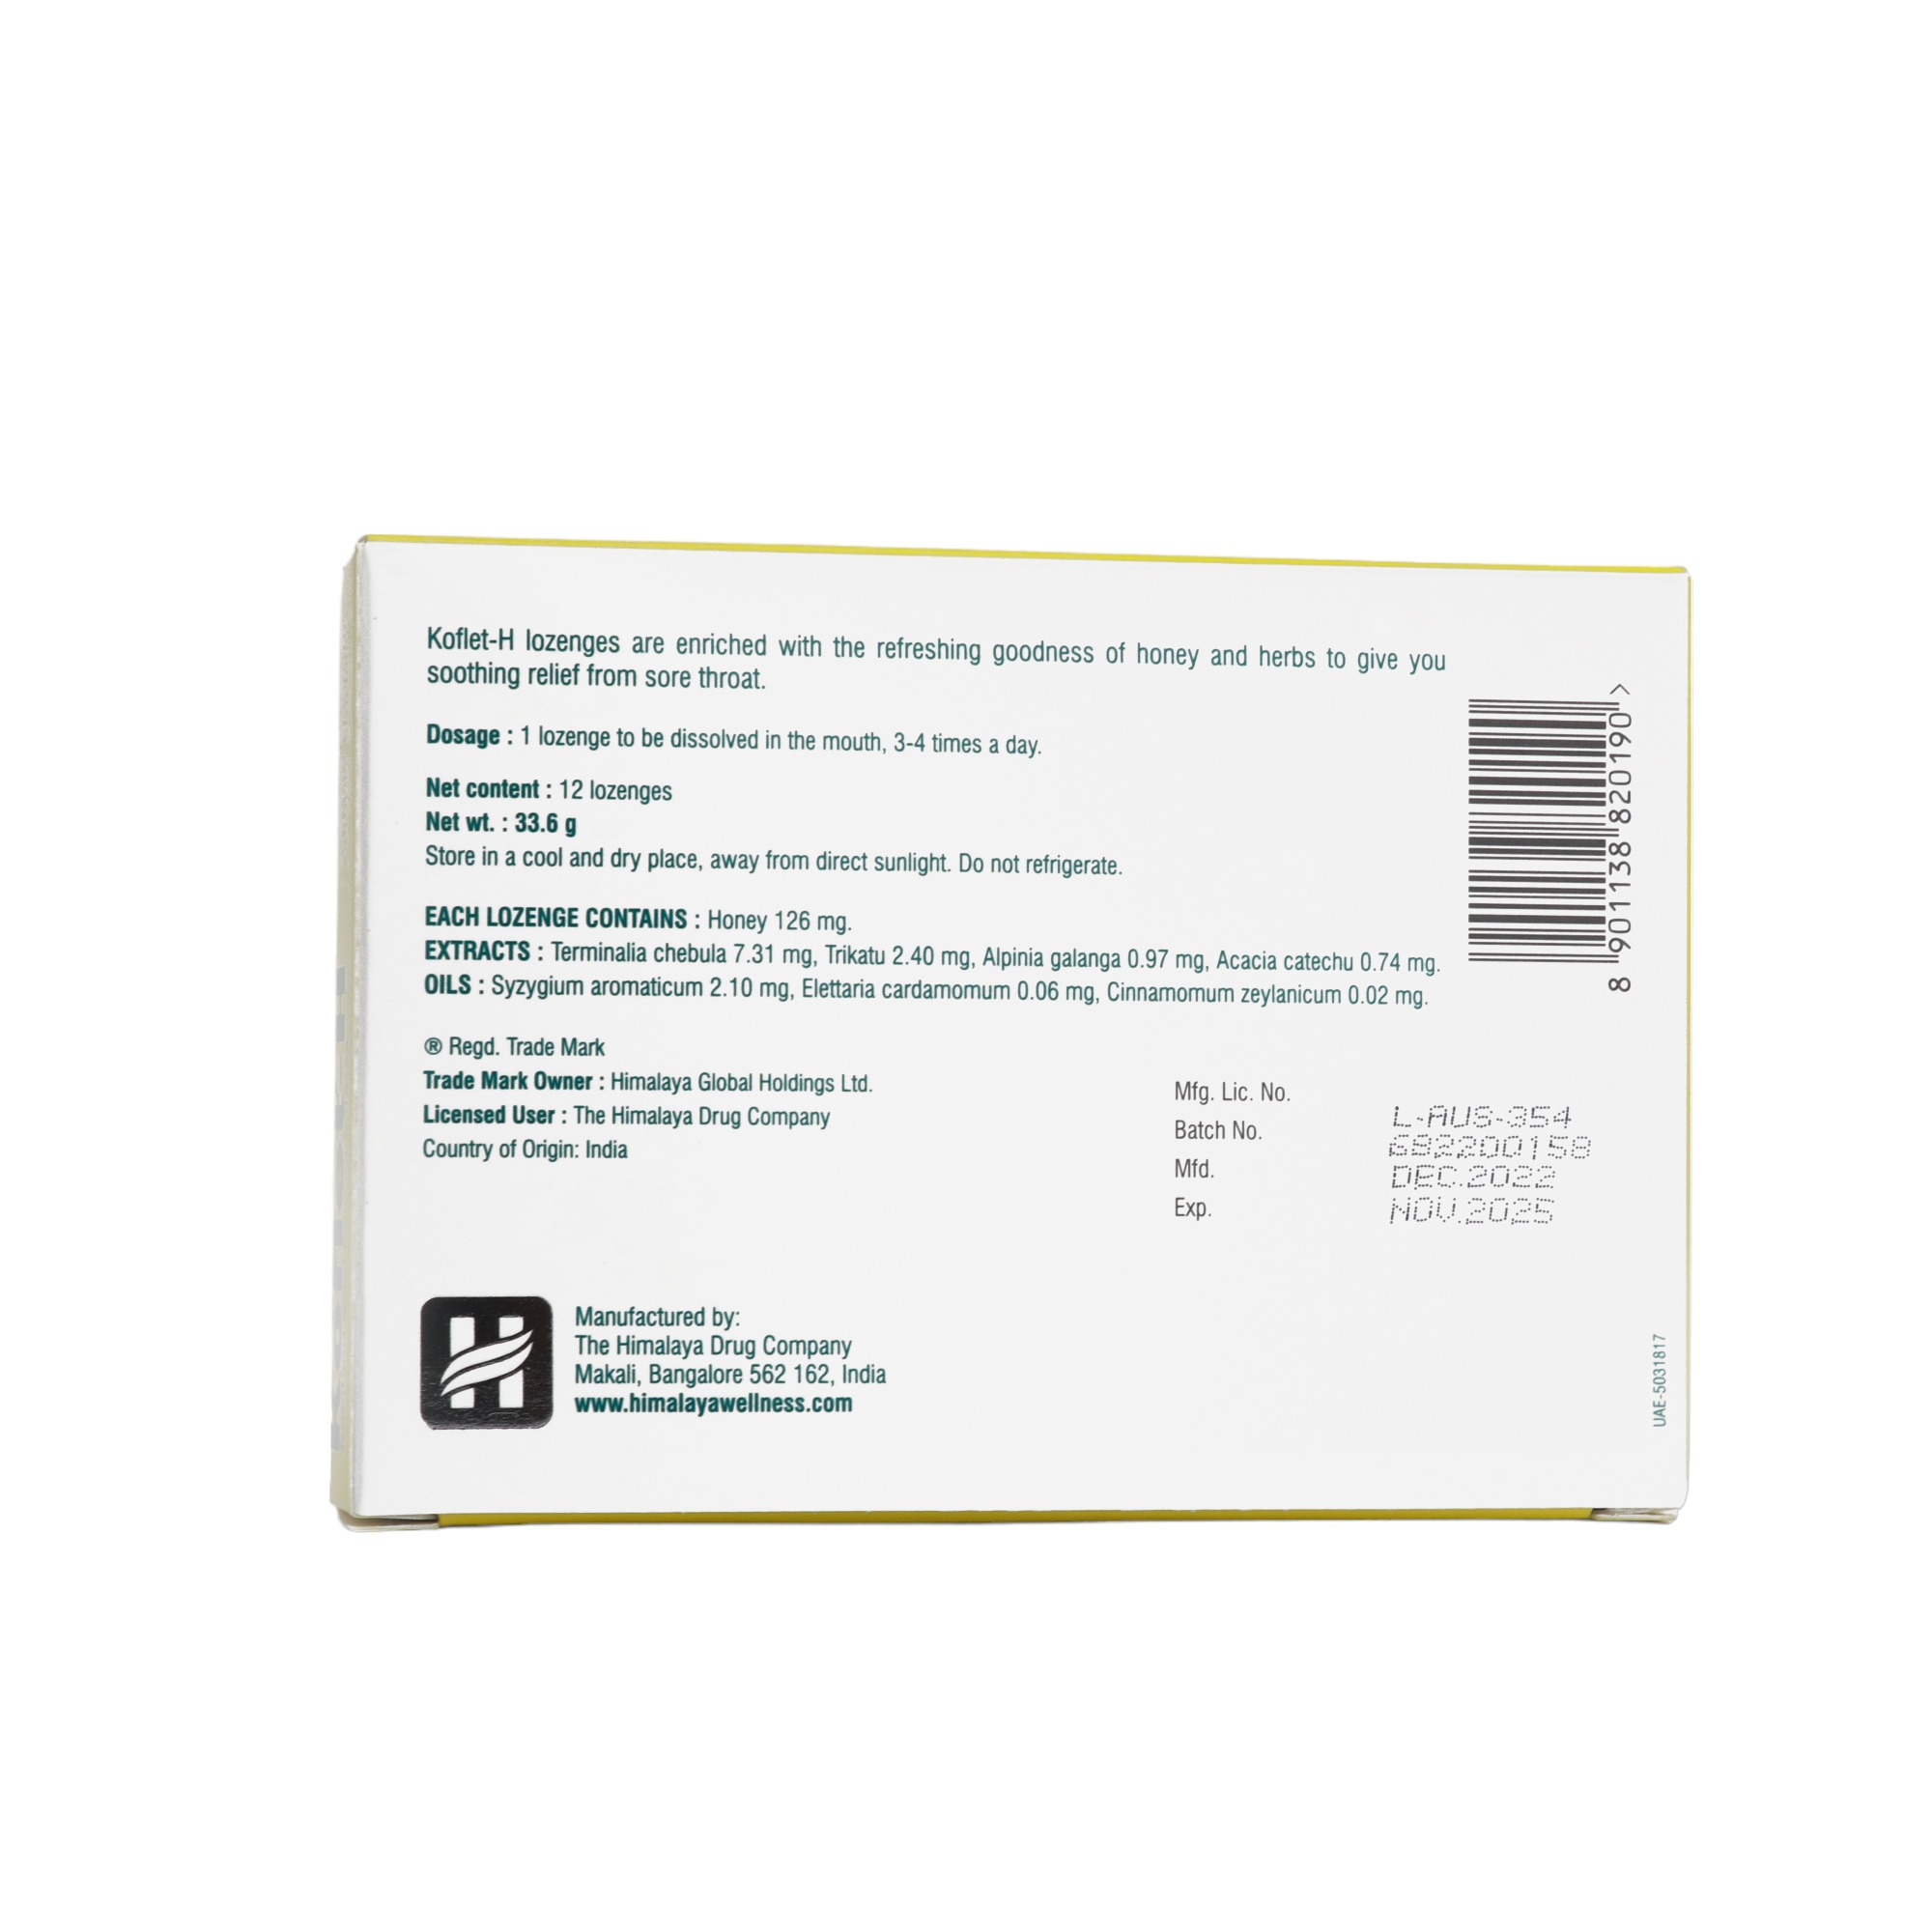 Koflet-H lozenges are enriched with the refreshing goodness of honey and herbs to give you
soothing relief from sore throat.
Dosage : 1 lozenge to be dissolved in the mouth, 3-4 times a day.
Net content : 12 lozenges
Net wt. : 33.6 g
Store in a cool and dry place, away from direct sunlight. Do not refrigerate.
EACH LOZENGE CONTAINS : Honey 126 mg.
EXTRACTS : Terminalia chebula 7.31 mg, Trikatu 2.40 mg, Alpinia galanga 0.97 mg, Acacia catechu 0.74 mg.
OILS : Syzygium aromaticum 2.10 mg, Elettaria cardamomum 0.06 mg, Cinnamomum zeylanicum 0.02 mg.
8 901138 820190 >
® Regd. Trade Mark
Trade Mark Owner : Himalaya Global Holdings Ltd.
Licensed User : The Himalaya Drug Company
Country of Origin: India
Mfg. Lic. No. L-AUS-354
Batch No. 682200158
Mfd. DEC.2022
Exp. NOV.2025
H
Manufactured by:
The Himalaya Drug Company
Makali, Bangalore 562 162, India
www.himalayawellness.com
UAE-5031817